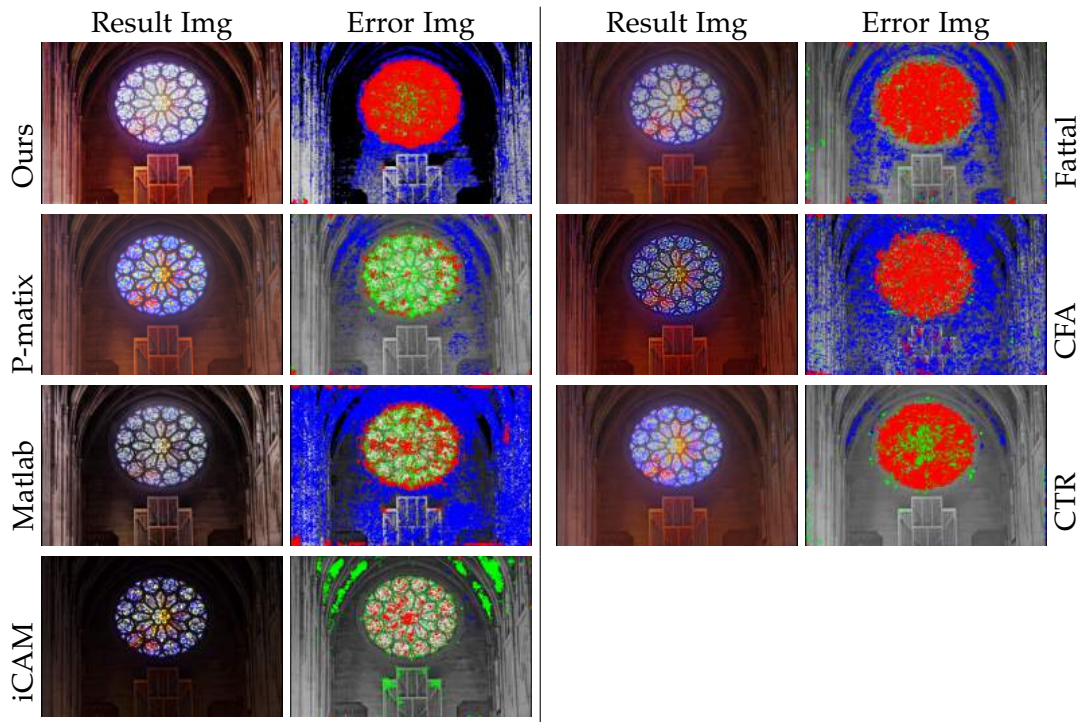 Result Img Error Img Result Img Error Img
Ours Fattal
P-matix CFA
Matlab CTR
iCAM